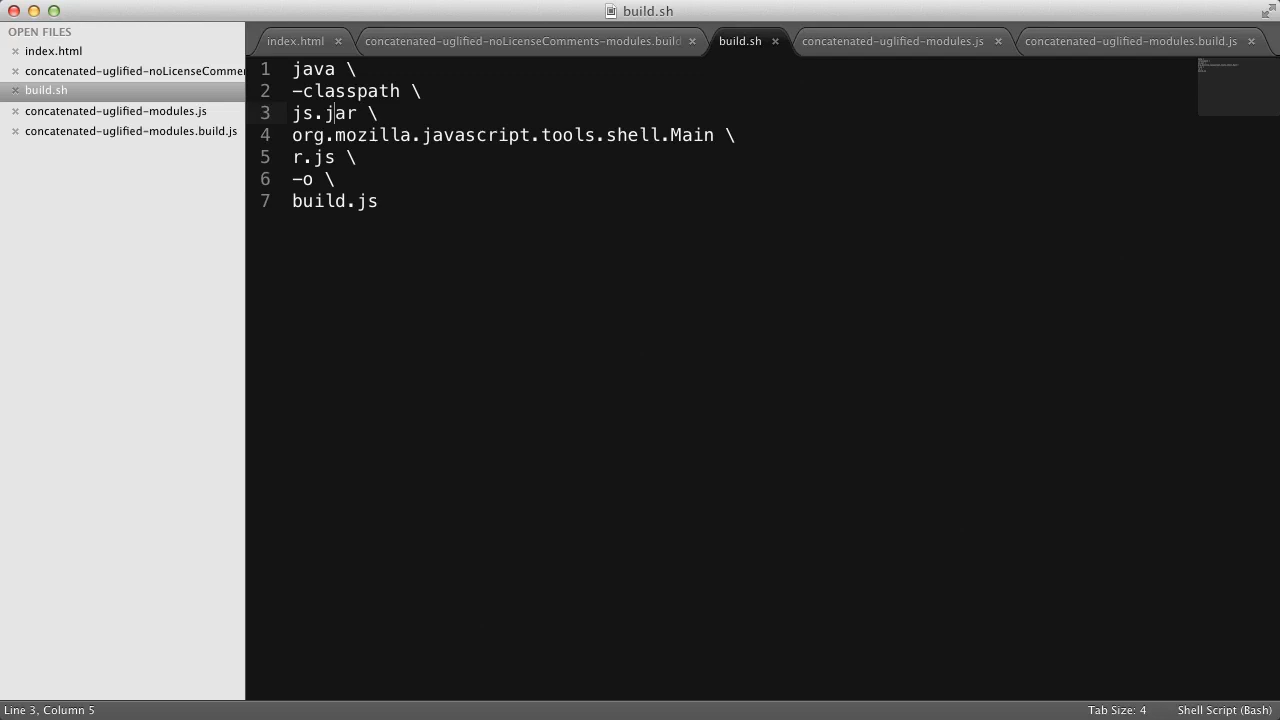 build.sh
OPEN FILES
index.html
concatenated-uglified-noLicenseCommen
build.sh
concatenated-uglified-modules.js
concatenated-uglified-modules.build.js
index.html
concatenated-uglified-noLicenseComments-modules.build
build.sh
concatenated-uglified-modules.js
concatenated-uglified-modules.build.js
1 java \
2 -classpath \
3 js.jar \
4 org.mozilla.javascript.tools.shell.Main \
5 r.js \
6 -o \
7 build.js
Line 3, Column 5
Tab Size: 4
Shell Script (Bash)